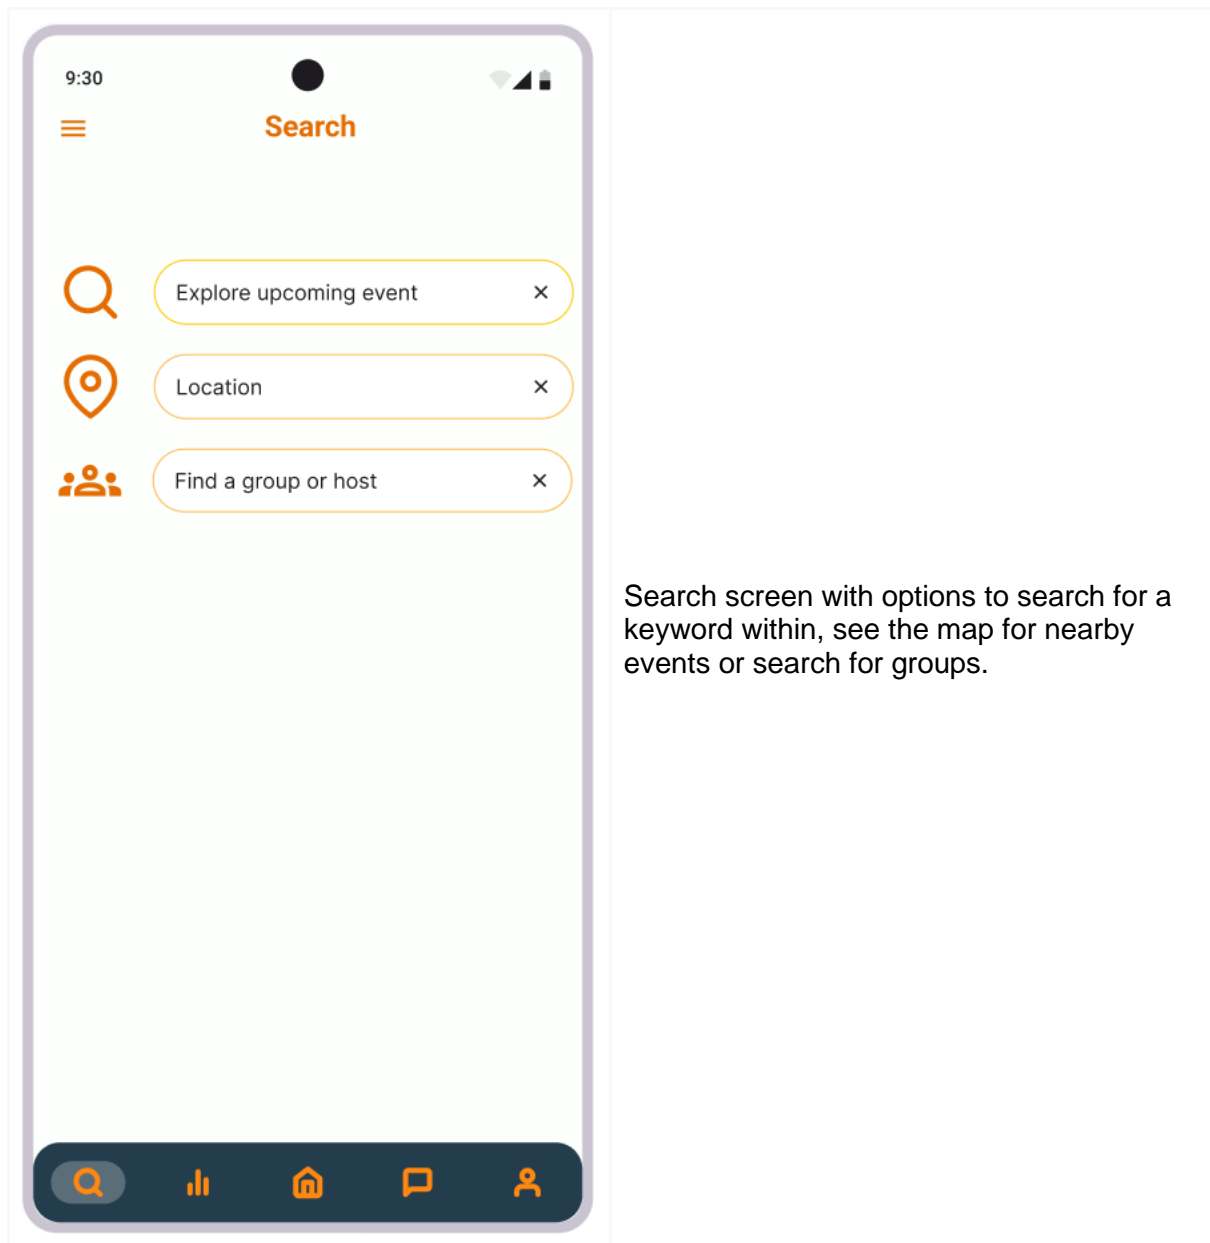 9:30
Search
Explore upcoming event
Location
Find a group or host
Search screen with options to search for a
keyword within, see the map for nearby
events or search for groups.